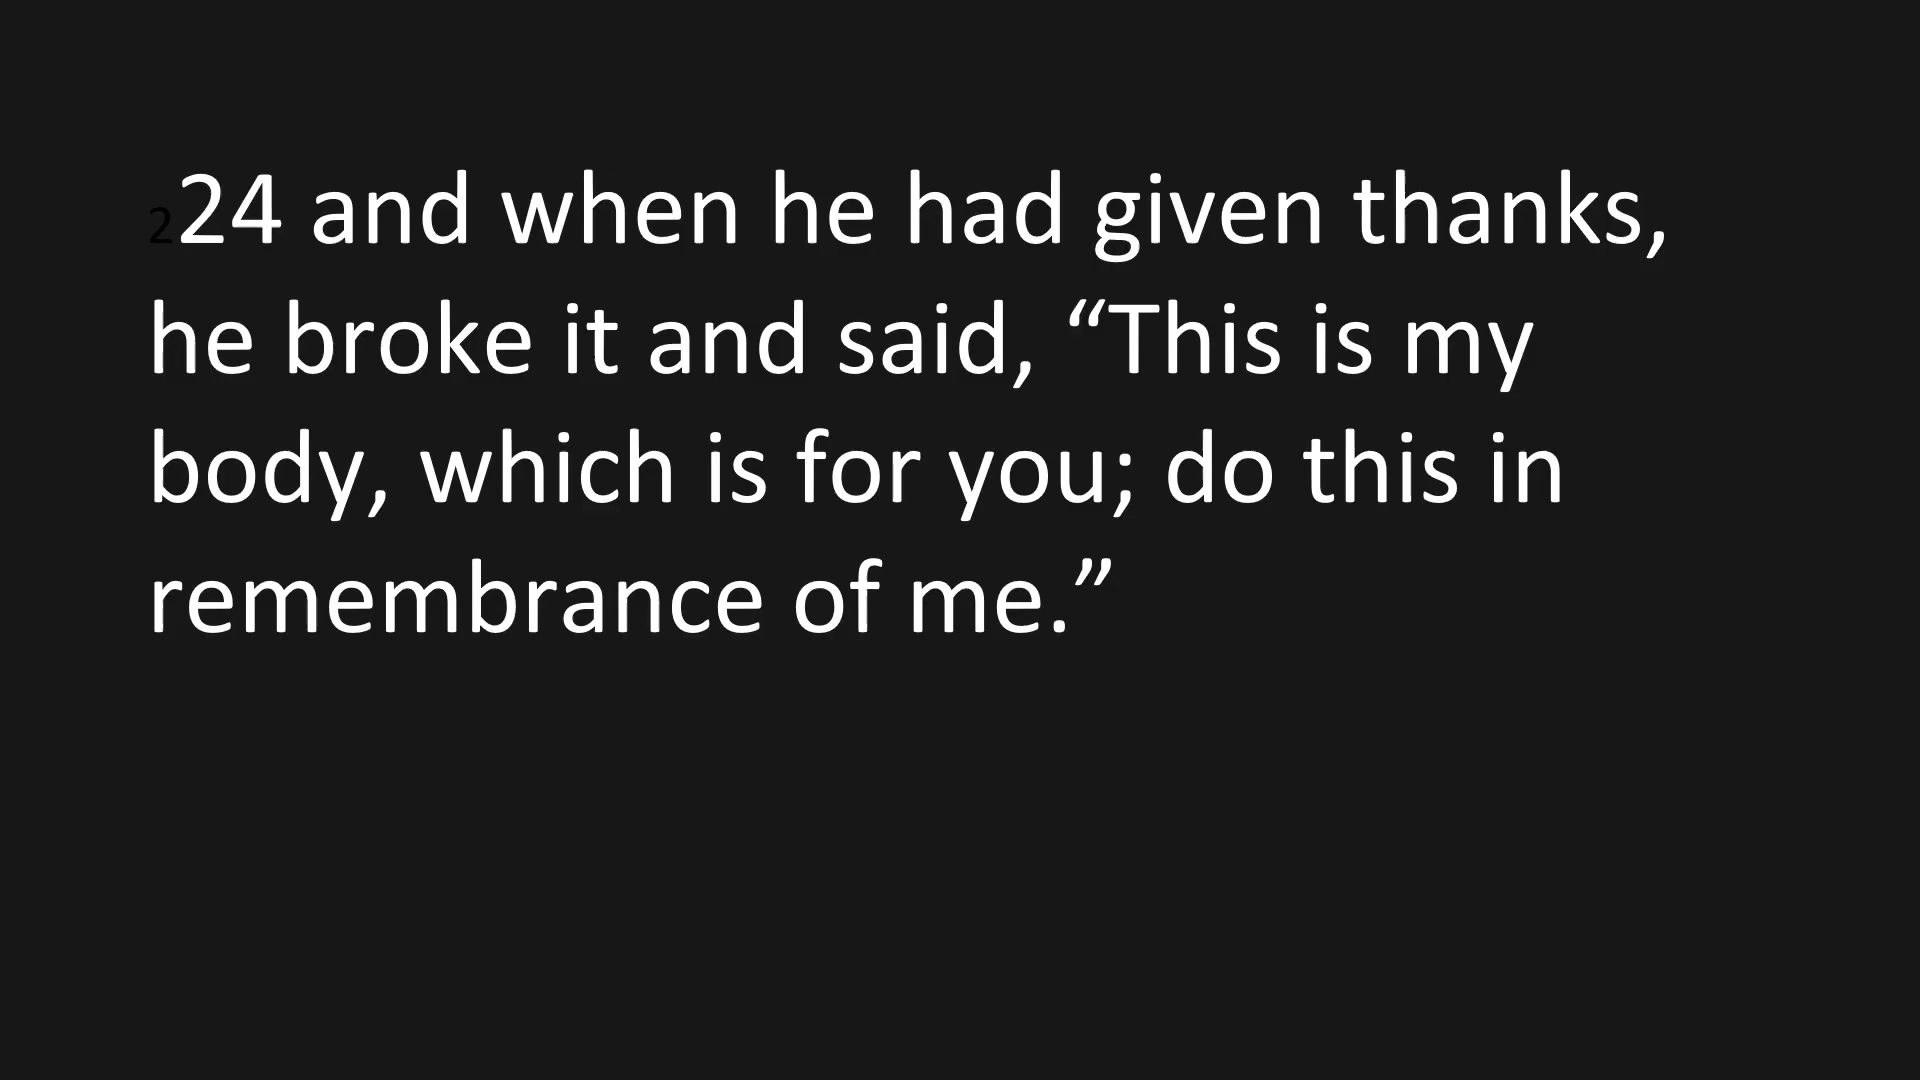 224 and when he had given thanks,
he broke it and said, “This is my
body, which is for you; do this in
remembrance of me.”